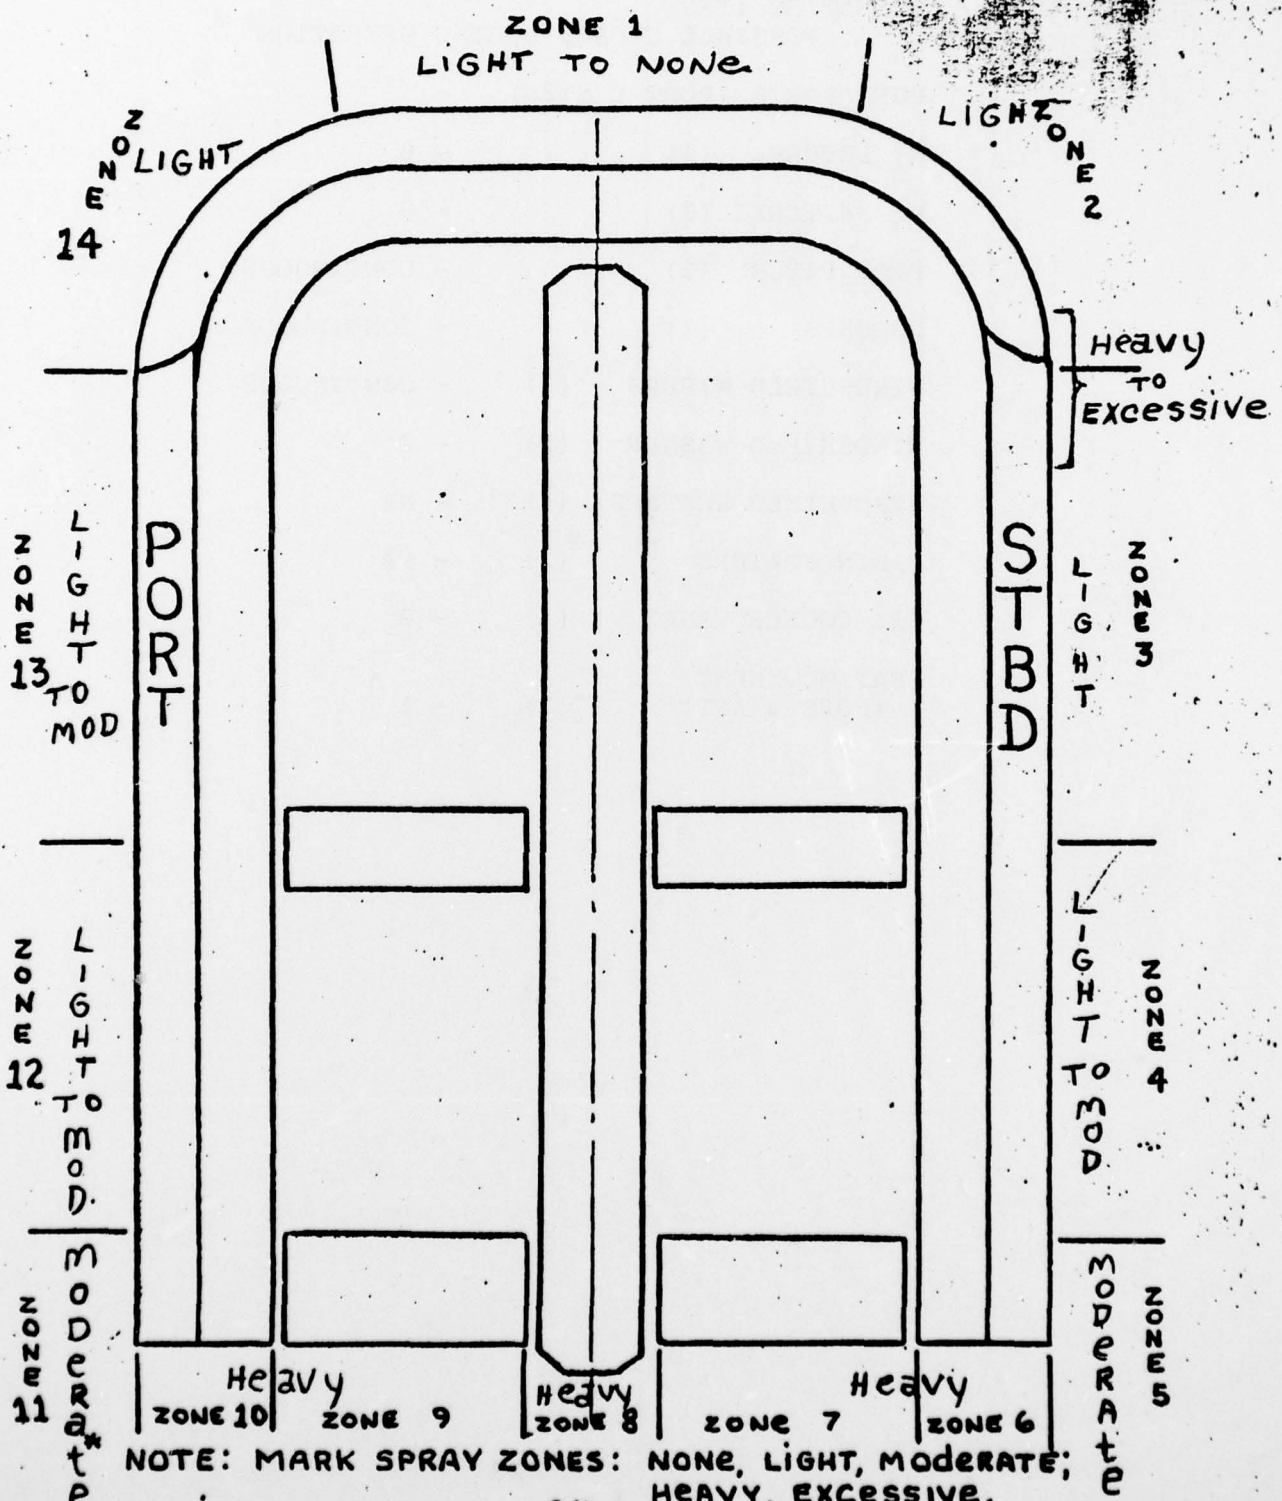 ZONE 1
LIGHT TO NONE
ZONE 14
LIGHT
LIGHT
ZONE 2
Heavy
TO
Excessive
ZONE 13
LIGHT TO MOD
PORT
STBD
LIGHT
ZONE 3
ZONE 12
LIGHT TO MOD.
LIGHT TO MOD
ZONE 4
ZONE 11
MODeRate*
MODeRAte
ZONE 5
Heavy
Heavy
Heavy
ZONE 10
ZONE 9
ZONE 8
ZONE 7
ZONE 6
NOTE: MARK SPRAY ZONES: NONE, LIGHT, MODERATE;
HEAVY, EXCESSIVE.